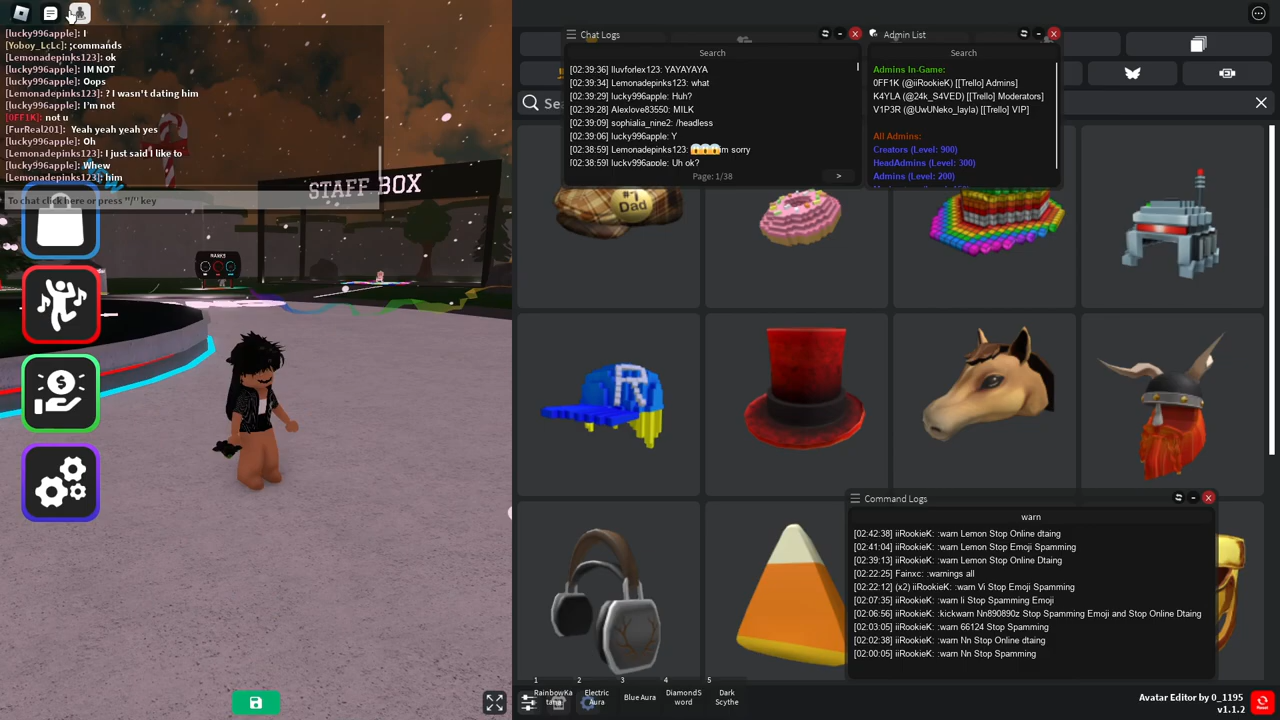 [lucky996apple]: I
[Yoboy_LcLc]: ;commands
[Lemonadepinks123]: ok
[lucky996apple]: IM NOT
[lucky996apple]: Oops
[Lemonadepinks123]: ? I wasn't dating him
[lucky996apple]: I'm not
[0FF1K]: not u
[FurReal201]: Yeah yeah yeah yes
[lucky996apple]: Oh
[Lemonadepinks123]: I just said I like to
[lucky996apple]: Whew
[Lemonadepinks123]: him
To chat click here or press "/" key
STAFF BOX
RANKS
Chat Logs
Search
[02:39:36] lluvforlex123: YAYAYAYA
[02:39:34] Lemonadepinks123: what
[02:39:29] lucky996apple: Huh?
[02:39:28] Alexlove83550: MILK
[02:39:09] sophialia_nine2: /headless
[02:39:06] lucky996apple: Y
[02:38:59] Lemonadepinks123: 😱😱😱m sorry
[02:38:59] lucky996apple: Uh ok?
Page: 1/38
>
Admin List
Search
Admins In-Game:
0FF1K (@iiRookieK) [[Trello] Admins]
K4YLA (@24k_S4VED) [[Trello] Moderators]
V1P3R (@UwUNeko_layla) [[Trello] VIP]
All Admins:
Creators (Level: 900)
HeadAdmins (Level: 300)
Admins (Level: 200)
#1
Dad
R
Command Logs
warn
[02:42:38] iiRookieK: :warn Lemon Stop Online dtaing
[02:41:04] iiRookieK: :warn Lemon Stop Emoji Spamming
[02:39:13] iiRookieK: :warn Lemon Stop Online Dtaing
[02:22:25] Fainxc: :warnings all
[02:22:12] (x2) iiRookieK: :warn Vi Stop Emoji Spamming
[02:07:35] iiRookieK: :warn li Stop Spamming Emoji
[02:06:56] iiRookieK: :kickwarn Nn890890z Stop Spamming Emoji and Stop Online Dtaing
[02:03:05] iiRookieK: :warn 66124 Stop Spamming
[02:02:38] iiRookieK: :warn Nn Stop Online dtaing
[02:00:05] iiRookieK: :warn Nn Stop Spamming
1 2 3 4 5
RainbowKatana
Electric Aura
Blue Aura
DiamondSword
Dark Scythe
Avatar Editor by 0_1195
v1.1.2
Reset